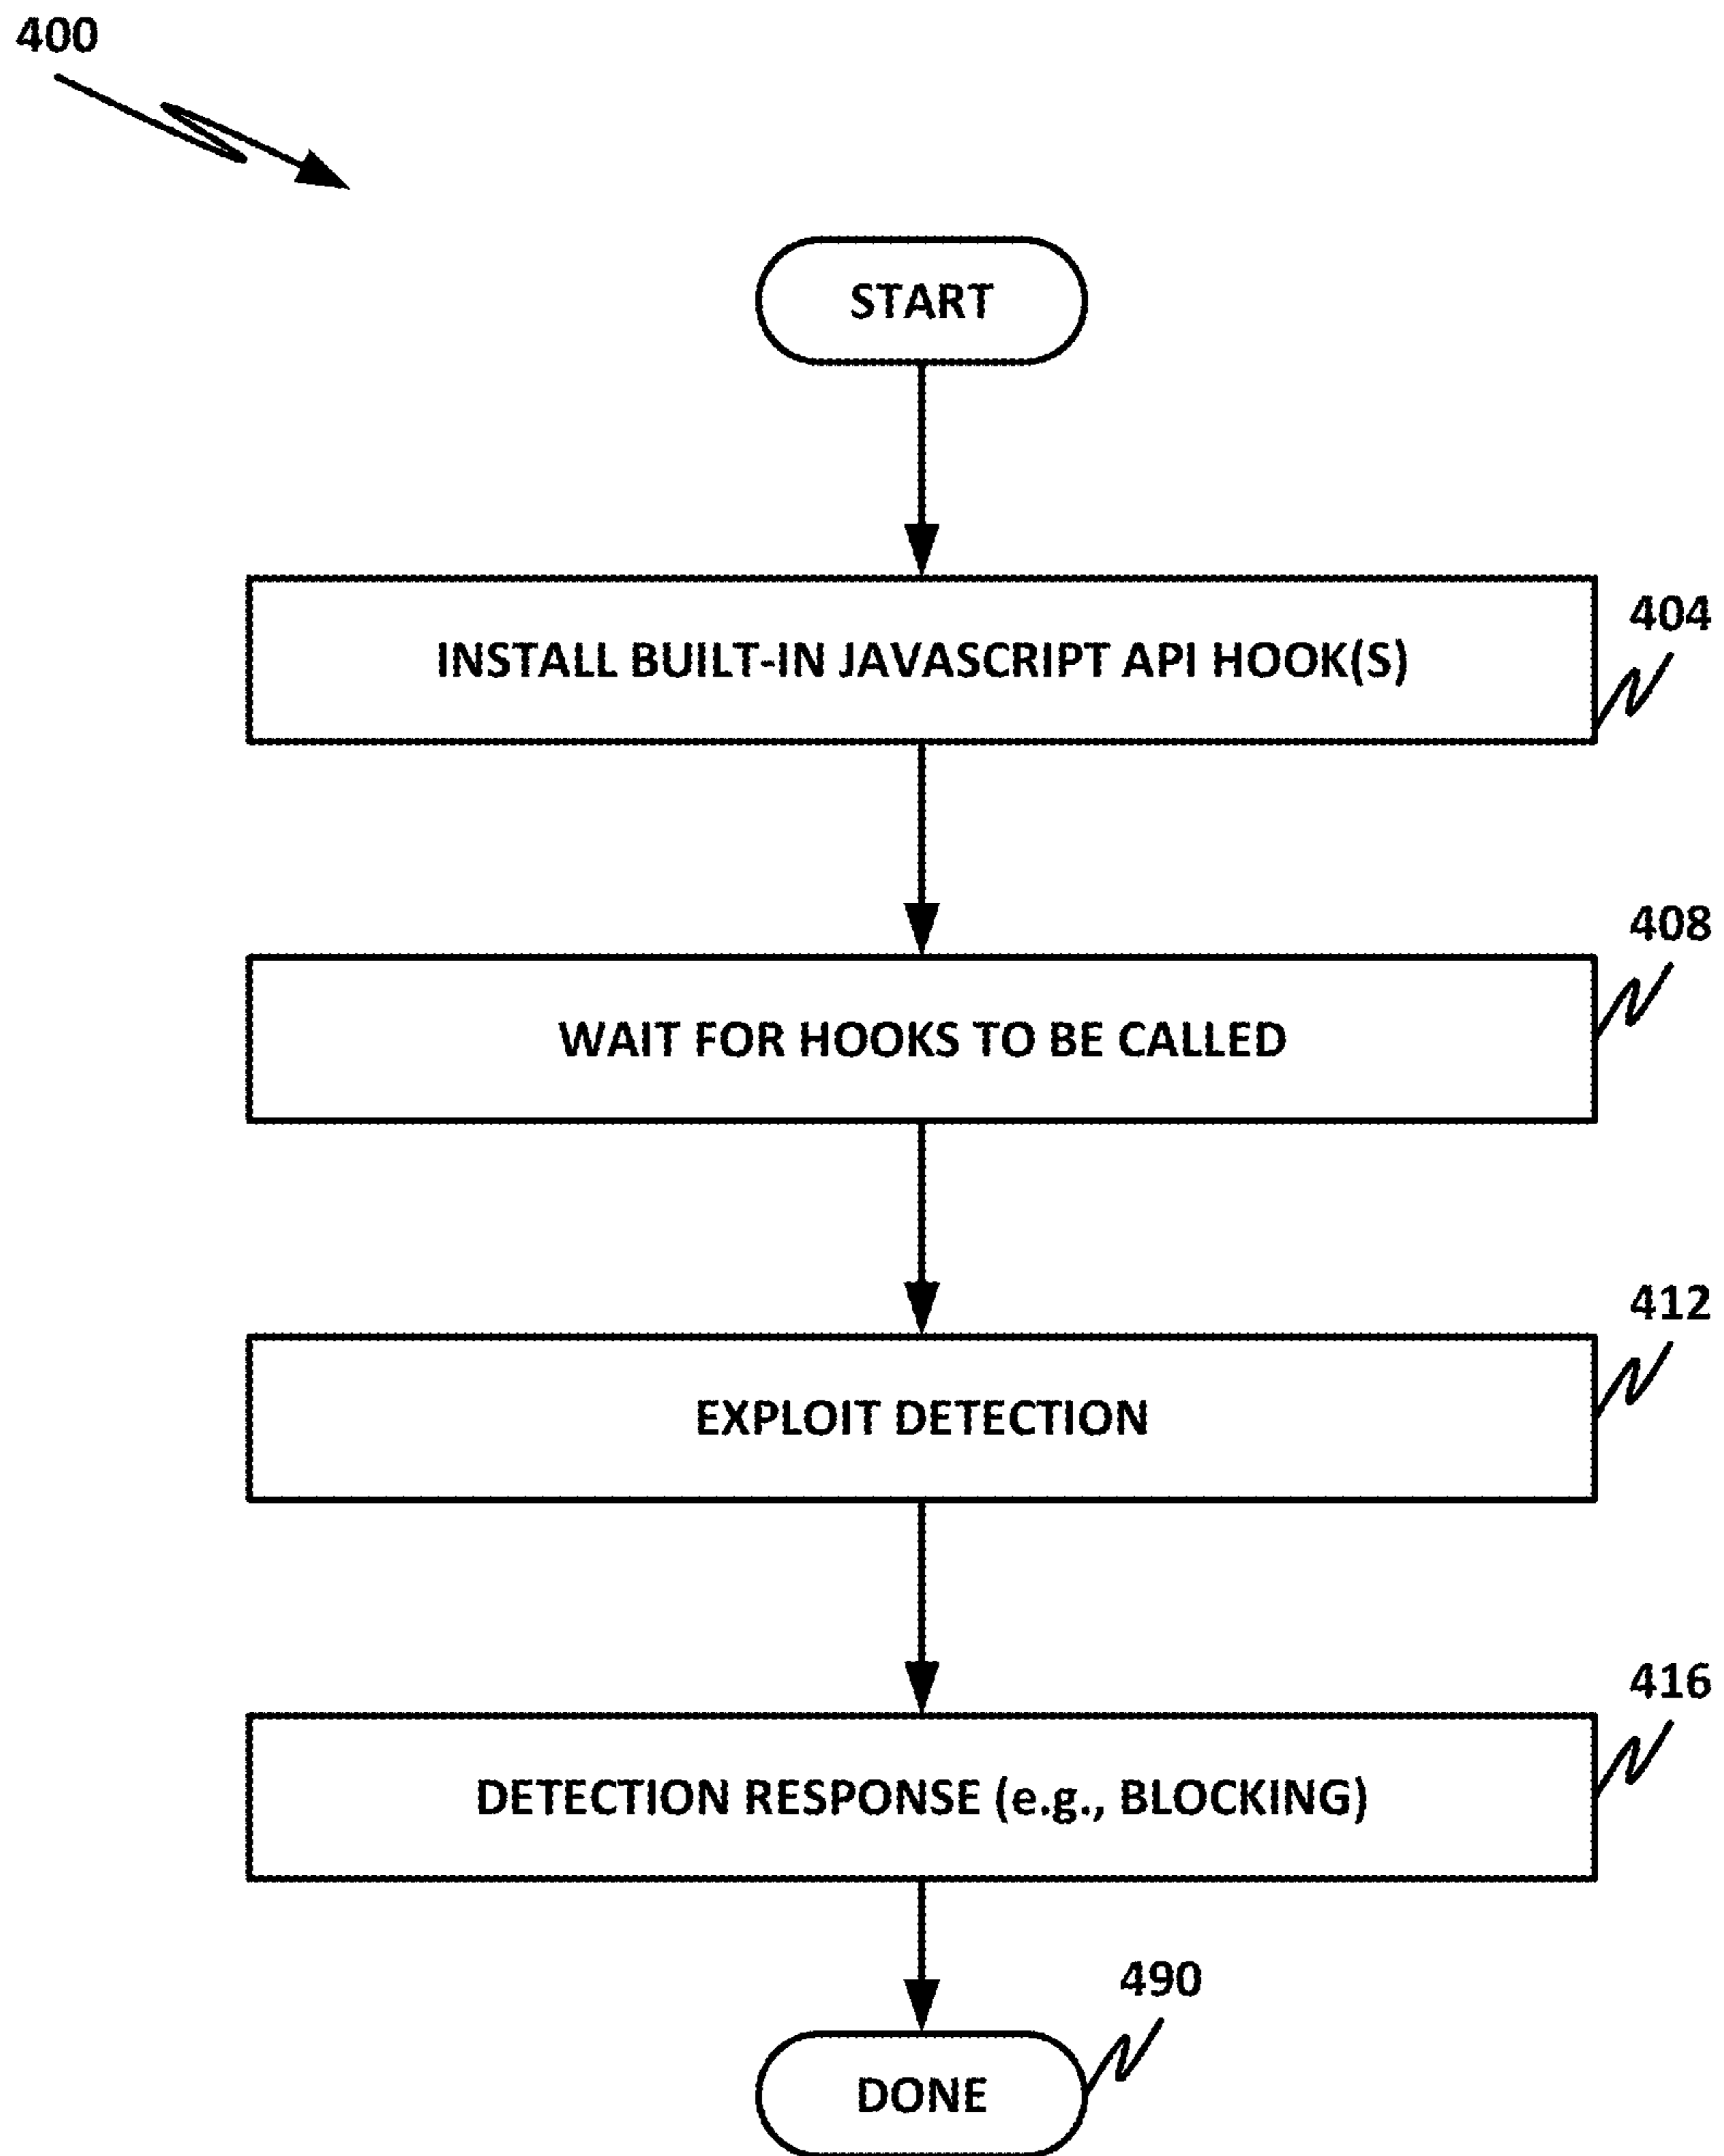 400
START
INSTALL BUILT-IN JAVASCRIPT API HOOK(S)
404
WAIT FOR HOOKS TO BE CALLED
408
EXPLOIT DETECTION
412
DETECTION RESPONSE (e.g., BLOCKING)
416
DONE
490